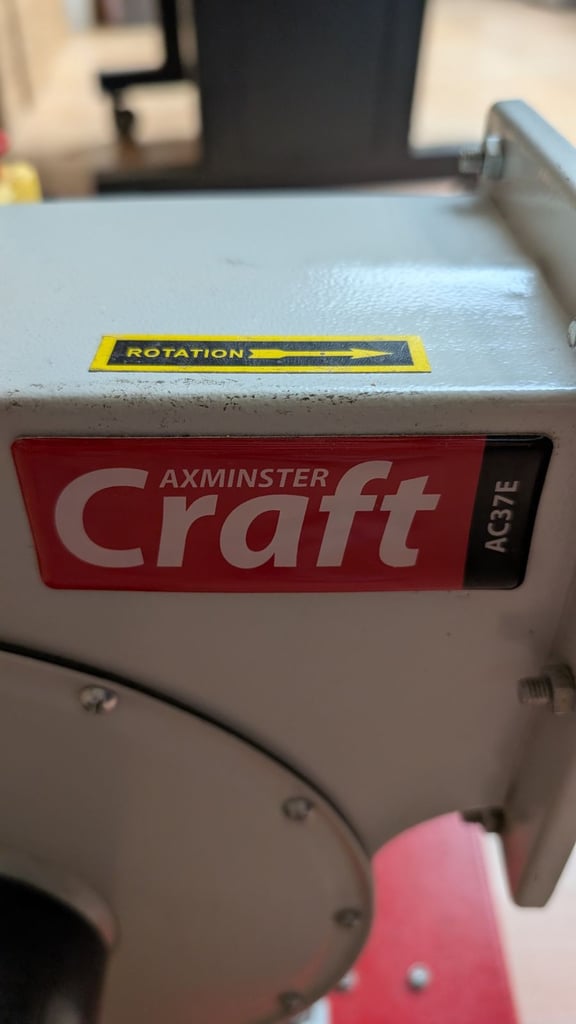 ROTATION
AXMINSTER
Craft
AC37E